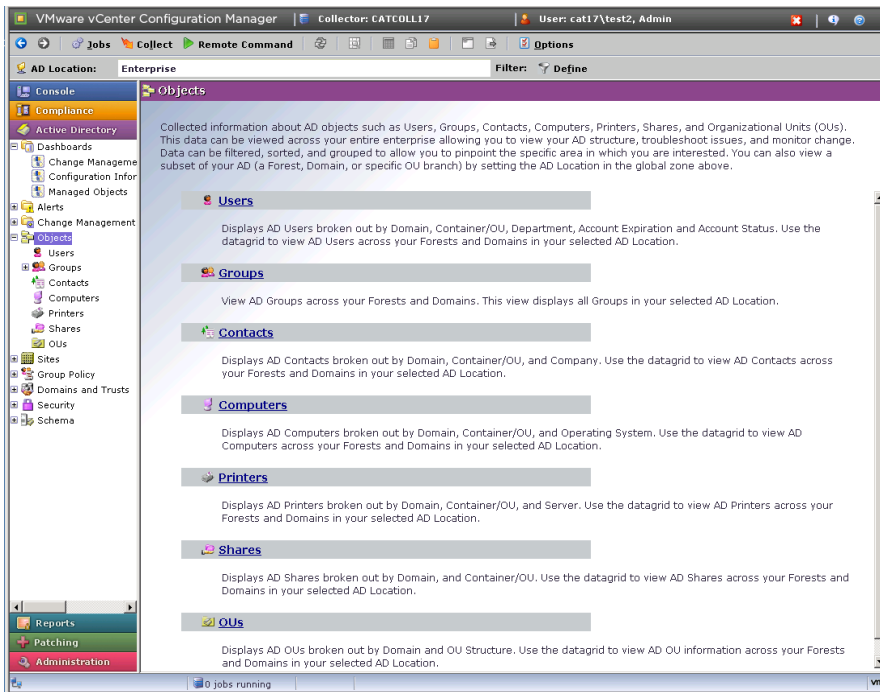 VMware vCenter Configuration Manager
Collector: CATCOLL17
User: cat17\test2, Admin
Jobs
Collect
Remote Command
Options
AD Location:
Enterprise
Filter:
Define
Console
Compliance
Active Directory
Dashboards
Change Manageme
Configuration Infor
Managed Objects
Alerts
Change Management
Objects
Users
Groups
Contacts
Computers
Printers
Shares
OUs
Sites
Group Policy
Domains and Trusts
Security
Schema
Reports
Patching
Administration
Objects
Collected information about AD objects such as Users, Groups, Contacts, Computers, Printers, Shares, and Organizational Units (OUs).
This data can be viewed across your entire enterprise allowing you to view your AD structure, troubleshoot issues, and monitor change.
Data can be filtered, sorted, and grouped to allow you to pinpoint the specific area in which you are interested. You can also view a
subset of your AD (a Forest, Domain, or specific OU branch) by setting the AD Location in the global zone above.
Users
Displays AD Users broken out by Domain, Container/OU, Department, Account Expiration and Account Status. Use the
datagrid to view AD Users across your Forests and Domains in your selected AD Location.
Groups
View AD Groups across your Forests and Domains. This view displays all Groups in your selected AD Location.
Contacts
Displays AD Contacts broken out by Domain, Container/OU, and Company. Use the datagrid to view AD Contacts across
your Forests and Domains in your selected AD Location.
Computers
Displays AD Computers broken out by Domain, Container/OU, and Operating System. Use the datagrid to view AD
Computers across your Forests and Domains in your selected AD Location.
Printers
Displays AD Printers broken out by Domain, Container/OU, and Server. Use the datagrid to view AD Printers across your
Forests and Domains in your selected AD Location.
Shares
Displays AD Shares broken out by Domain, and Container/OU. Use the datagrid to view AD Shares across your Forests and
Domains in your selected AD Location.
OUs
Displays AD OUs broken out by Domain and OU Structure. Use the datagrid to view AD OU information across your Forests
and Domains in your selected AD Location.
0 jobs running